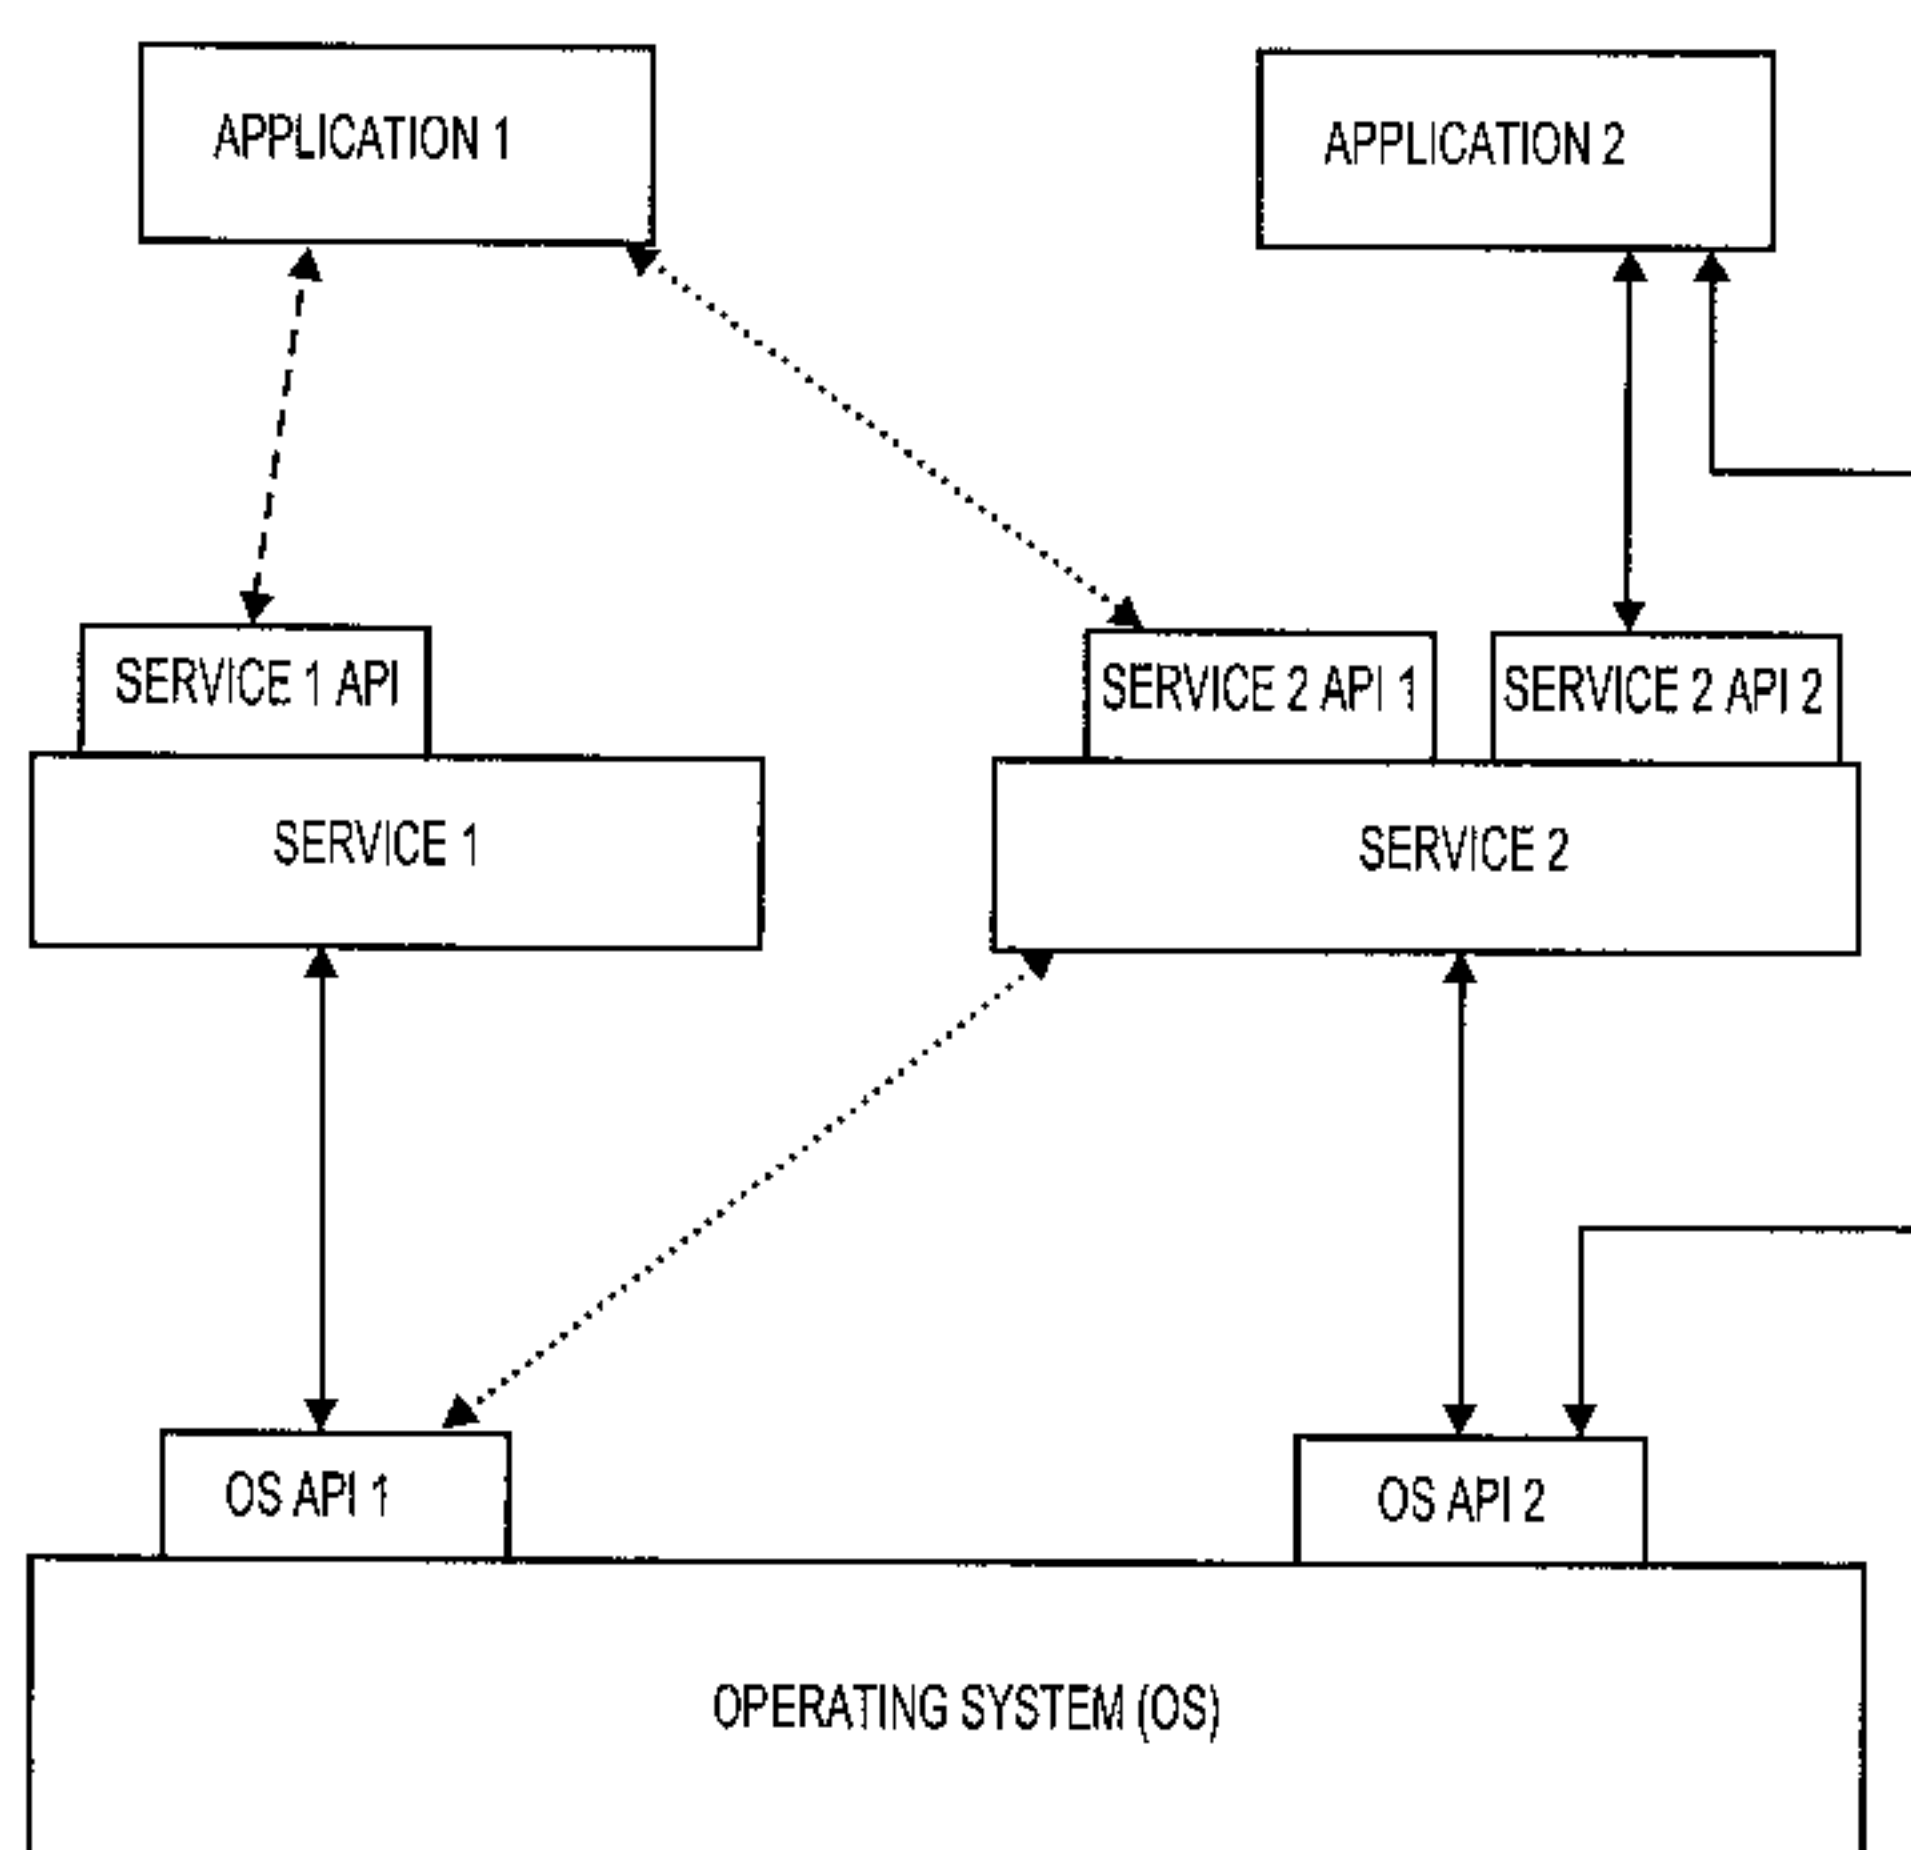 APPLICATION 1
APPLICATION 2
SERVICE 1 API
SERVICE 2 API 1
SERVICE 2 API 2
SERVICE 1
SERVICE 2
OS API 1
OS API 2
OPERATING SYSTEM (OS)